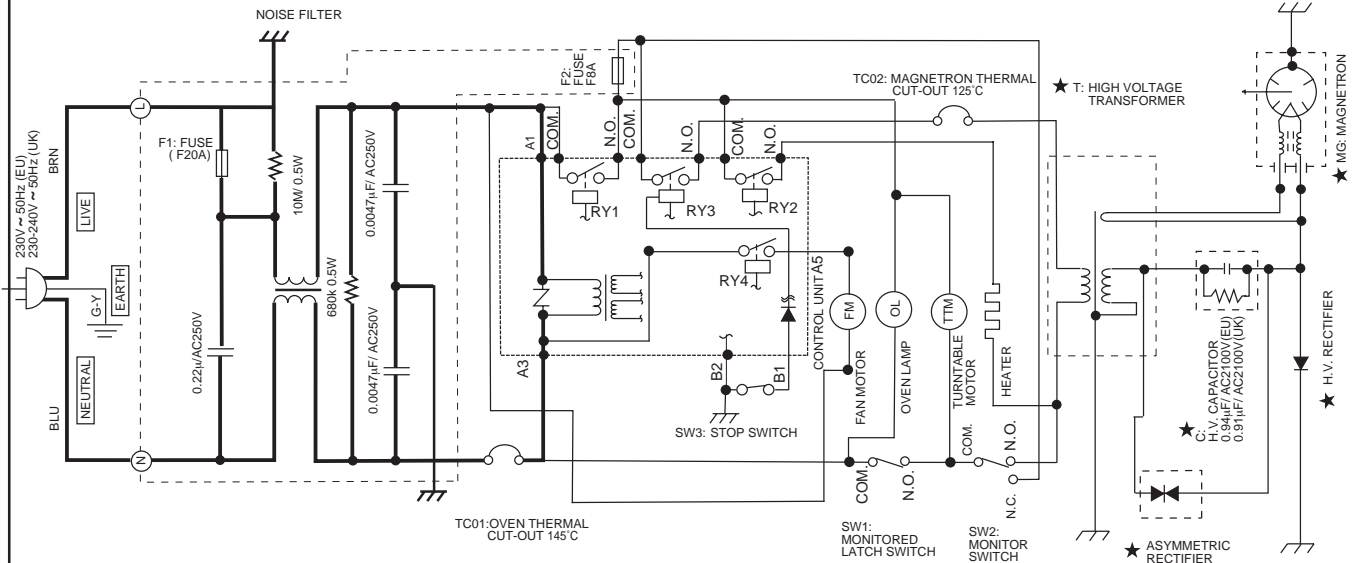 NOISE FILTER
230V ~ 50Hz (EU)
230-240V ~ 50Hz (UK)
BRN
LIVE
L
G-Y
EARTH
NEUTRAL
BLU
N
F1: FUSE
( F20A)
10M/ 0.5W
0.22µ/AC250V
680k 0.5W
0.0047µF/ AC250V
0.0047µF/ AC250V
TC01:OVEN THERMAL
CUT-OUT 145˚C
F2:
FUSE
F8A
A1
COM.
N.O.
COM.
N.O.
COM.
N.O.
RY1
RY3
RY2
RY4
A3
B2
B1
SW3: STOP SWITCH
CONTROL UNIT
A5
FM
FAN MOTOR
OL
OVEN LAMP
TTM
TURNTABLE
MOTOR
HEATER
TC02: MAGNETRON THERMAL
CUT-OUT 125˚C
COM.
N.O.
SW1:
MONITORED
LATCH SWITCH
COM.
N.O.
N.C.
SW2:
MONITOR
SWITCH
★ T: HIGH VOLTAGE
TRANSFORMER
★ MG: MAGNETRON
★ C:
H.V. CAPACITOR
0.94µF/ AC2100V(EU)
0.91µF/ AC2100V(UK)
★ H.V. RECTIFIER
★ ASYMMETRIC
RECTIFIER